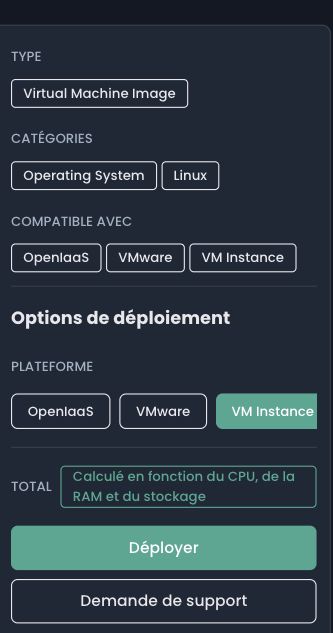 TYPE
Virtual Machine Image
CATÉGORIES
Operating System Linux
COMPATIBLE AVEC
OpenIaaS VMware VM Instance
Options de déploiement
PLATEFORME
OpenIaaS VMware VM Instance
TOTAL
Calculé en fonction du CPU, de la
RAM et du stockage
Déployer
Demande de support